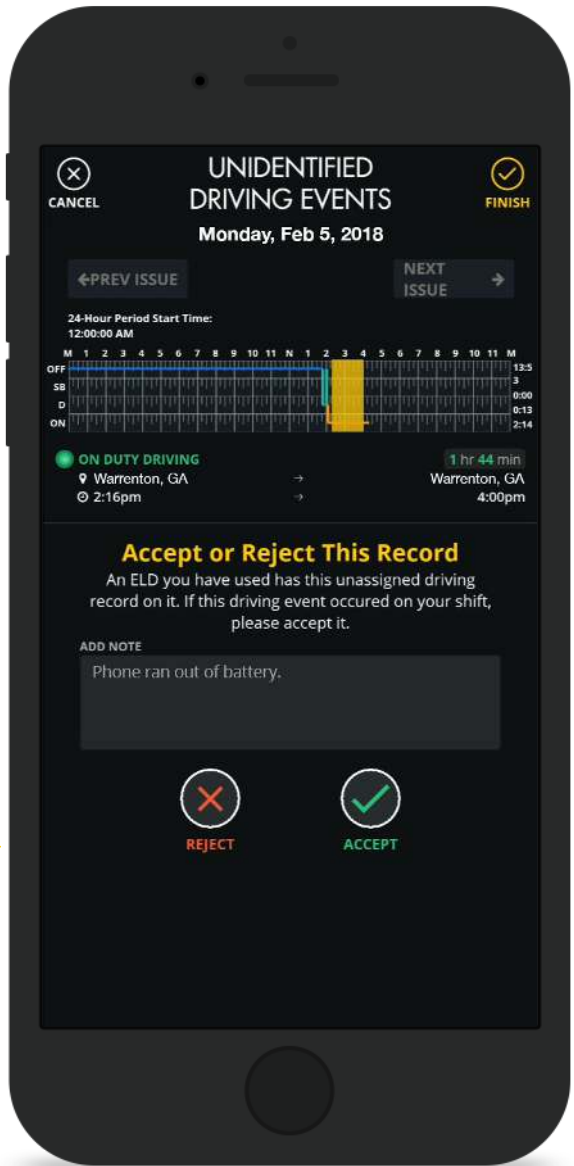 UNIDENTIFIED
DRIVING EVENTS
CANCEL
FINISH
Monday, Feb 5, 2018
←PREV ISSUE
NEXT
ISSUE →
24-Hour Period Start Time:
12:00:00 AM
M 1 2 3 4 5 6 7 8 9 10 11 N 1 2 3 4 5 6 7 8 9 10 11 M
OFF 13:5
3
SB 0:00
D 0:13
ON 2:14
ON DUTY DRIVING 1 hr 44 min
Warrenton, GA → Warrenton, GA
2:16pm → 4:00pm
Accept or Reject This Record
An ELD you have used has this unassigned driving
record on it. If this driving event occured on your shift,
please accept it.
ADD NOTE
Phone ran out of battery.
REJECT ACCEPT